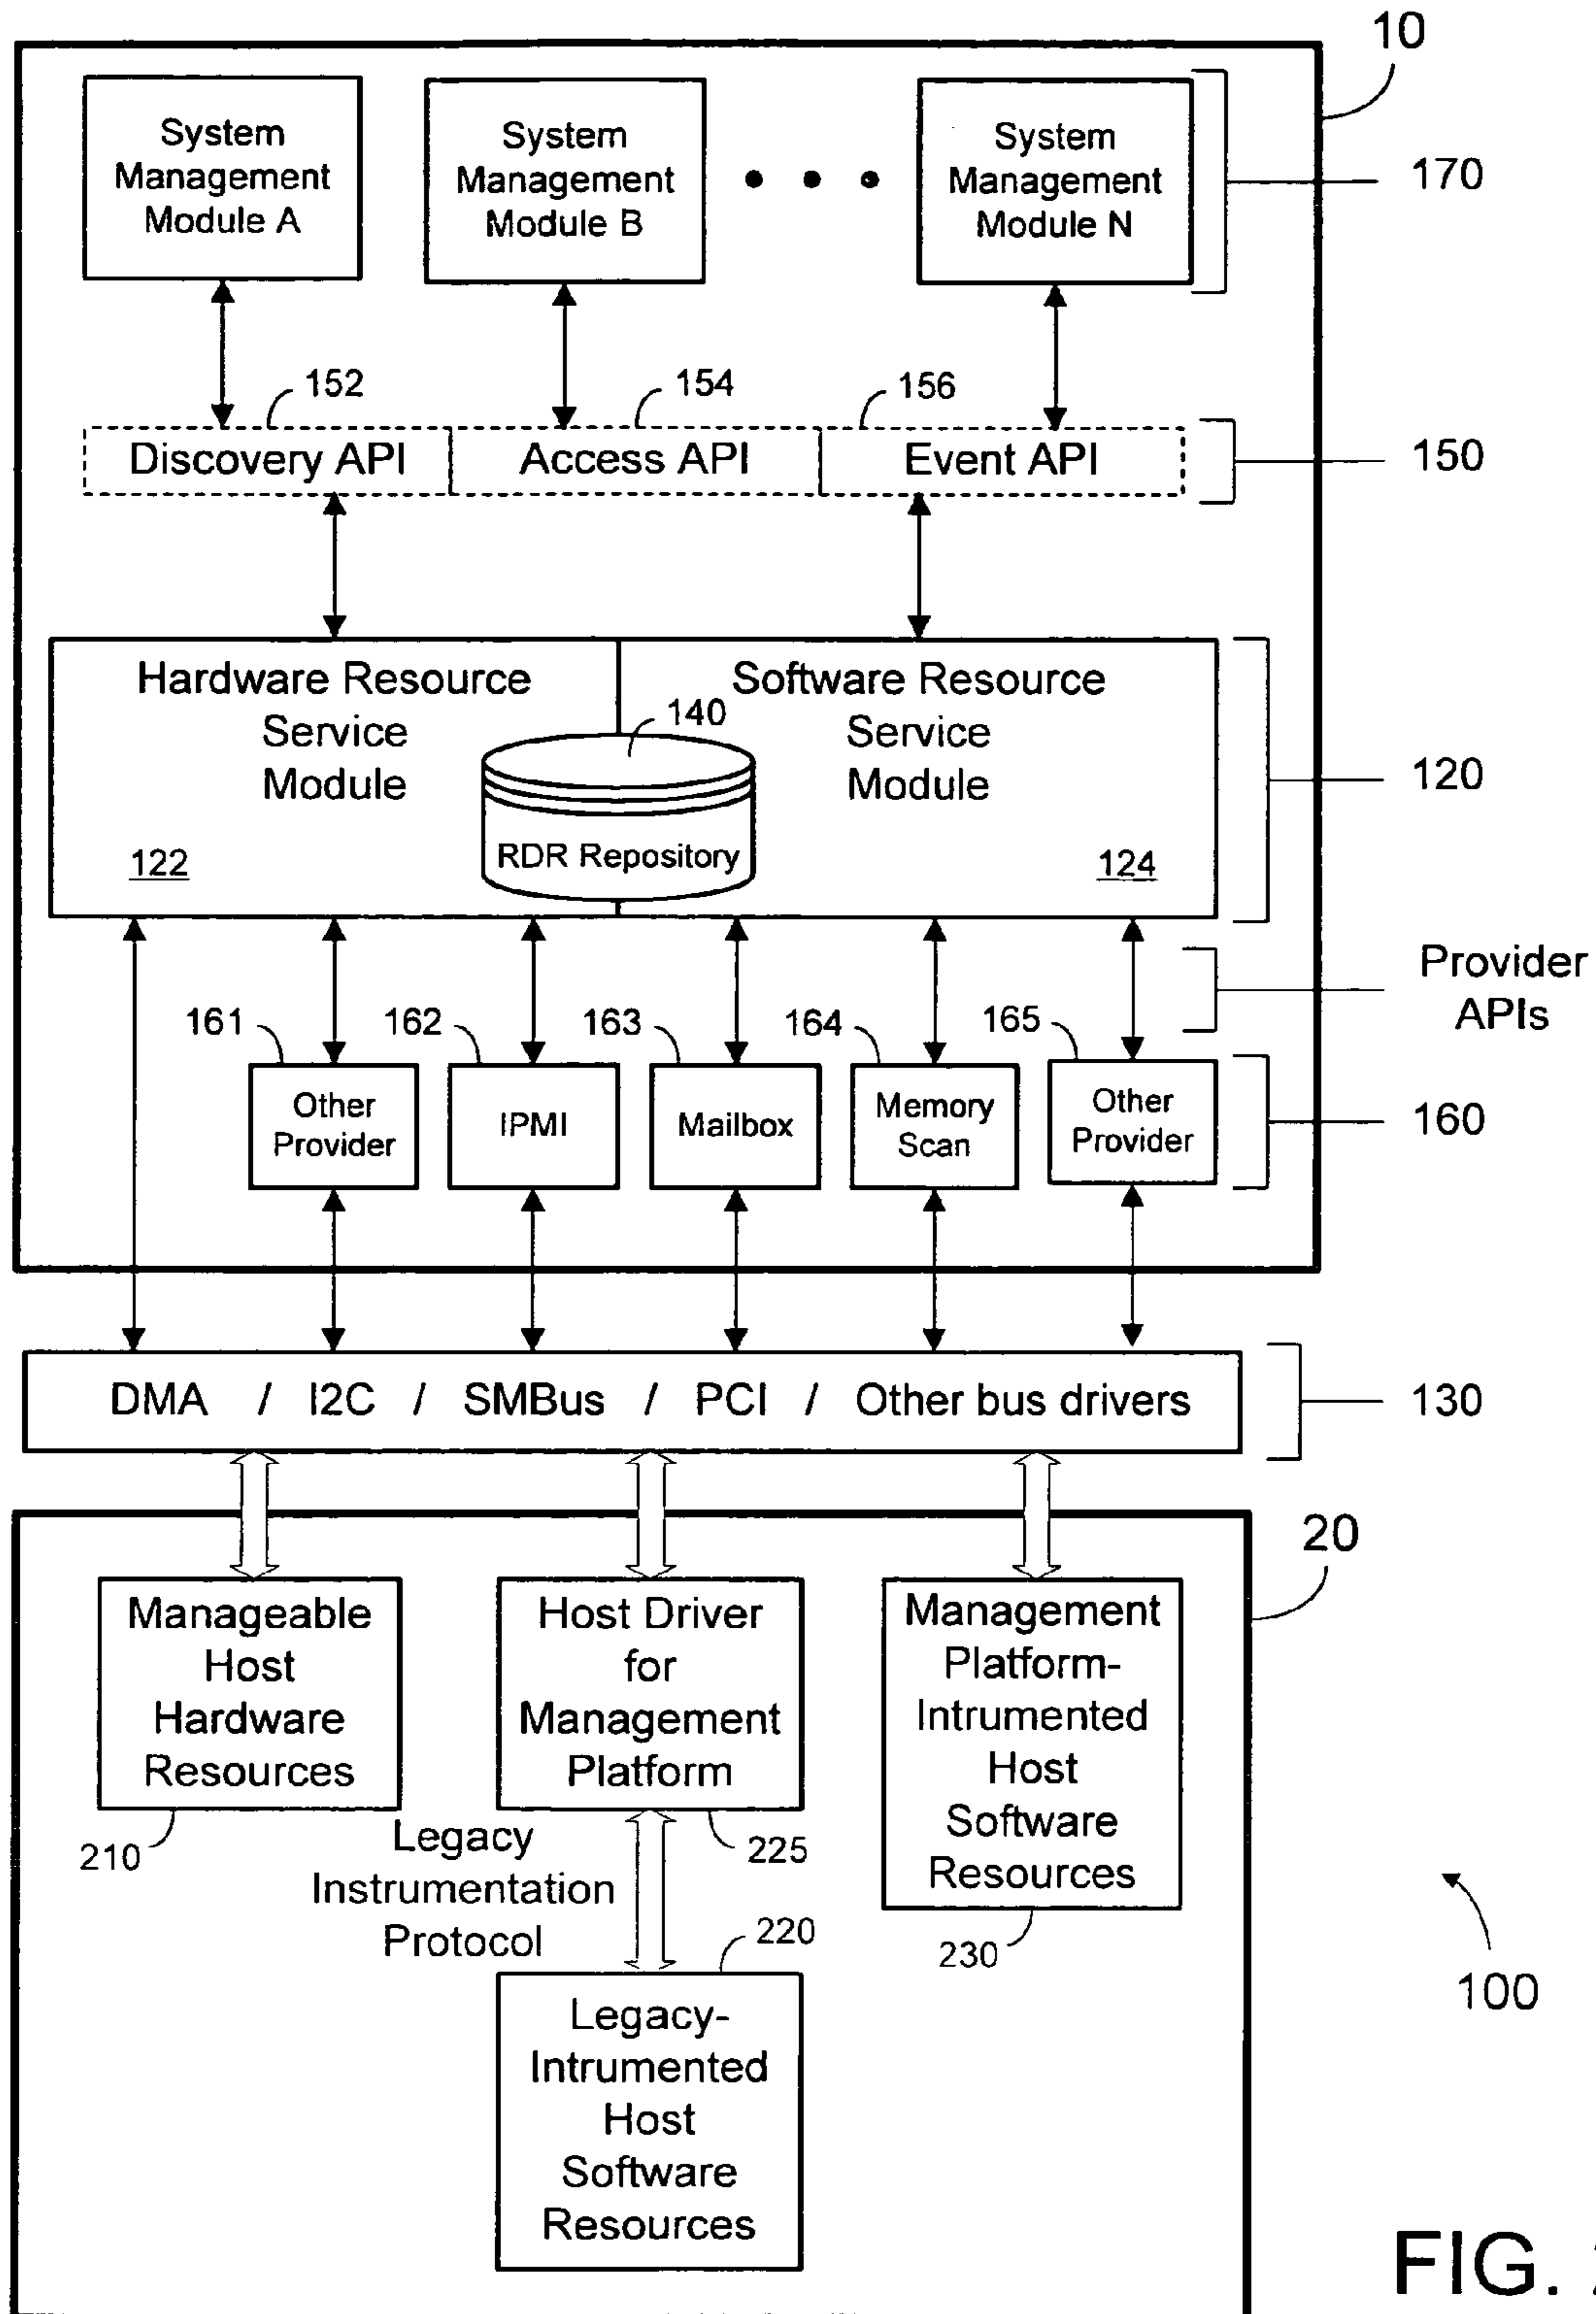 10
System
Management
Module A
System
Management
Module B
System
Management
Module N
170
152
154
156
Discovery API
Access API
Event API
150
Hardware Resource
Service
Module
Software Resource
Service
Module
140
RDR Repository
122
124
120
Provider
APIs
161
162
163
164
165
Other
Provider
IPMI
Mailbox
Memory
Scan
Other
Provider
160
DMA / I2C / SMBus / PCI / Other bus drivers
130
20
Manageable
Host
Hardware
Resources
210
Host Driver
for
Management
Platform
225
Management
Platform-
Intrumented
Host
Software
Resources
230
Legacy
Instrumentation
Protocol
220
Legacy-
Intrumented
Host
Software
Resources
100
FIG.